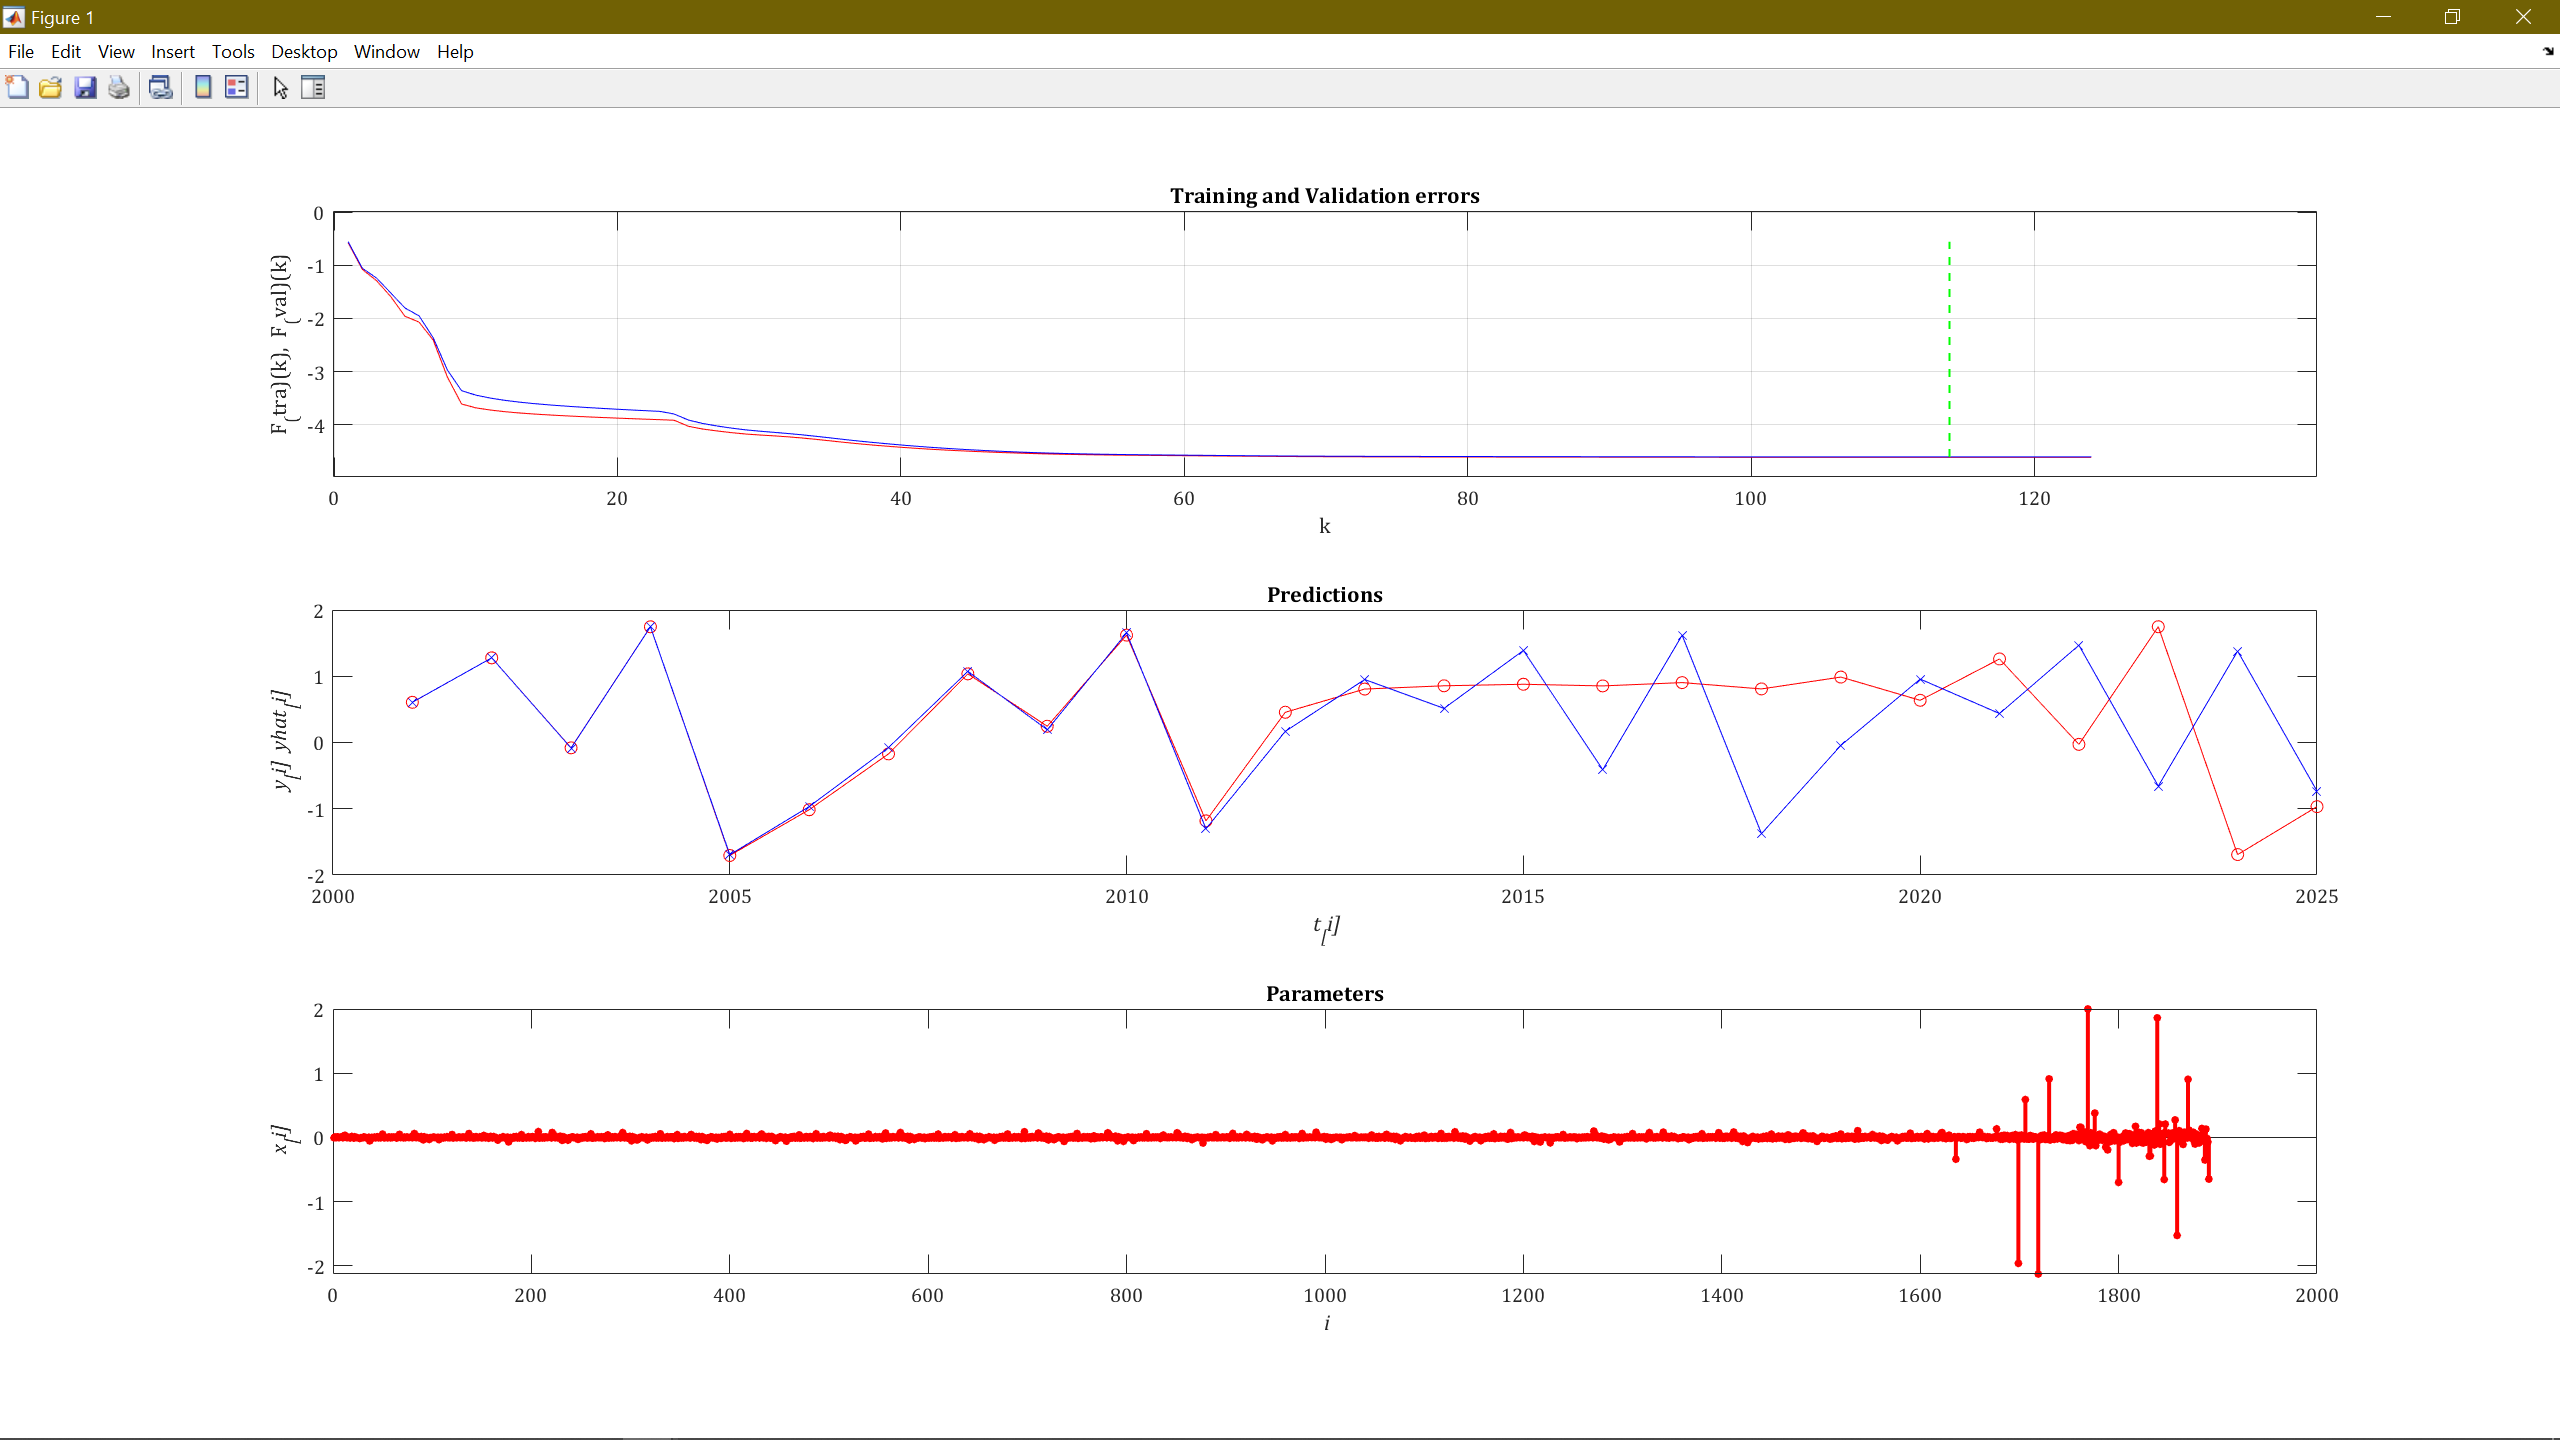 Figure 1
File Edit View Insert Tools Desktop Window Help
Training and Validation errors
F_(tra)(k), F_(val)(k)
0
-1
-2
-3
-4
0 20 40 60 80 100 120
k
Predictions
y_[i] yhat_[i]
2
1
0
-1
-2
2000 2005 2010 2015 2020 2025
t_[i]
Parameters
x_[i]
2
1
0
-1
-2
0 200 400 600 800 1000 1200 1400 1600 1800 2000
i